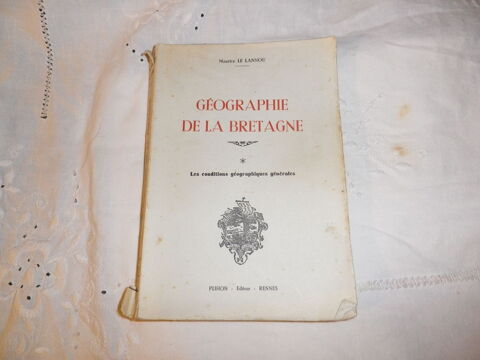 Maurice LE LANNOU
GÉOGRAPHIE
DE LA BRETAGNE
*
Les conditions géographiques générales
PLIHON - Éditeur - RENNES